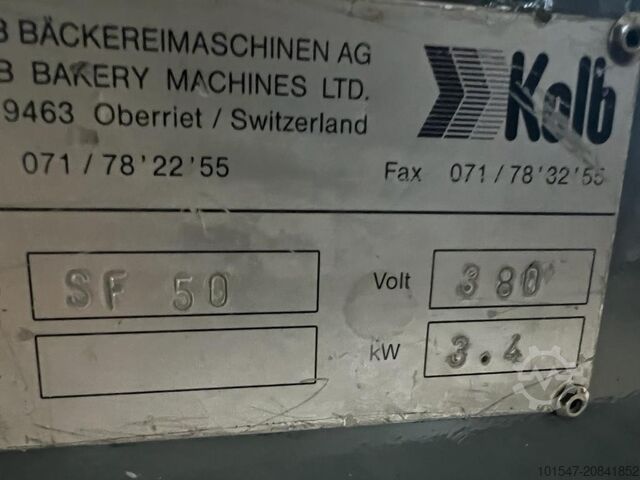 B BÄCKEREIMASCHINEN AG
B BAKERY MACHINES LTD.
9463 Oberriet / Switzerland
Kolb
071 / 78'22'55
Fax 071 / 78'32'55
SF 50
Volt 380
kW 3.4
101547-20841852